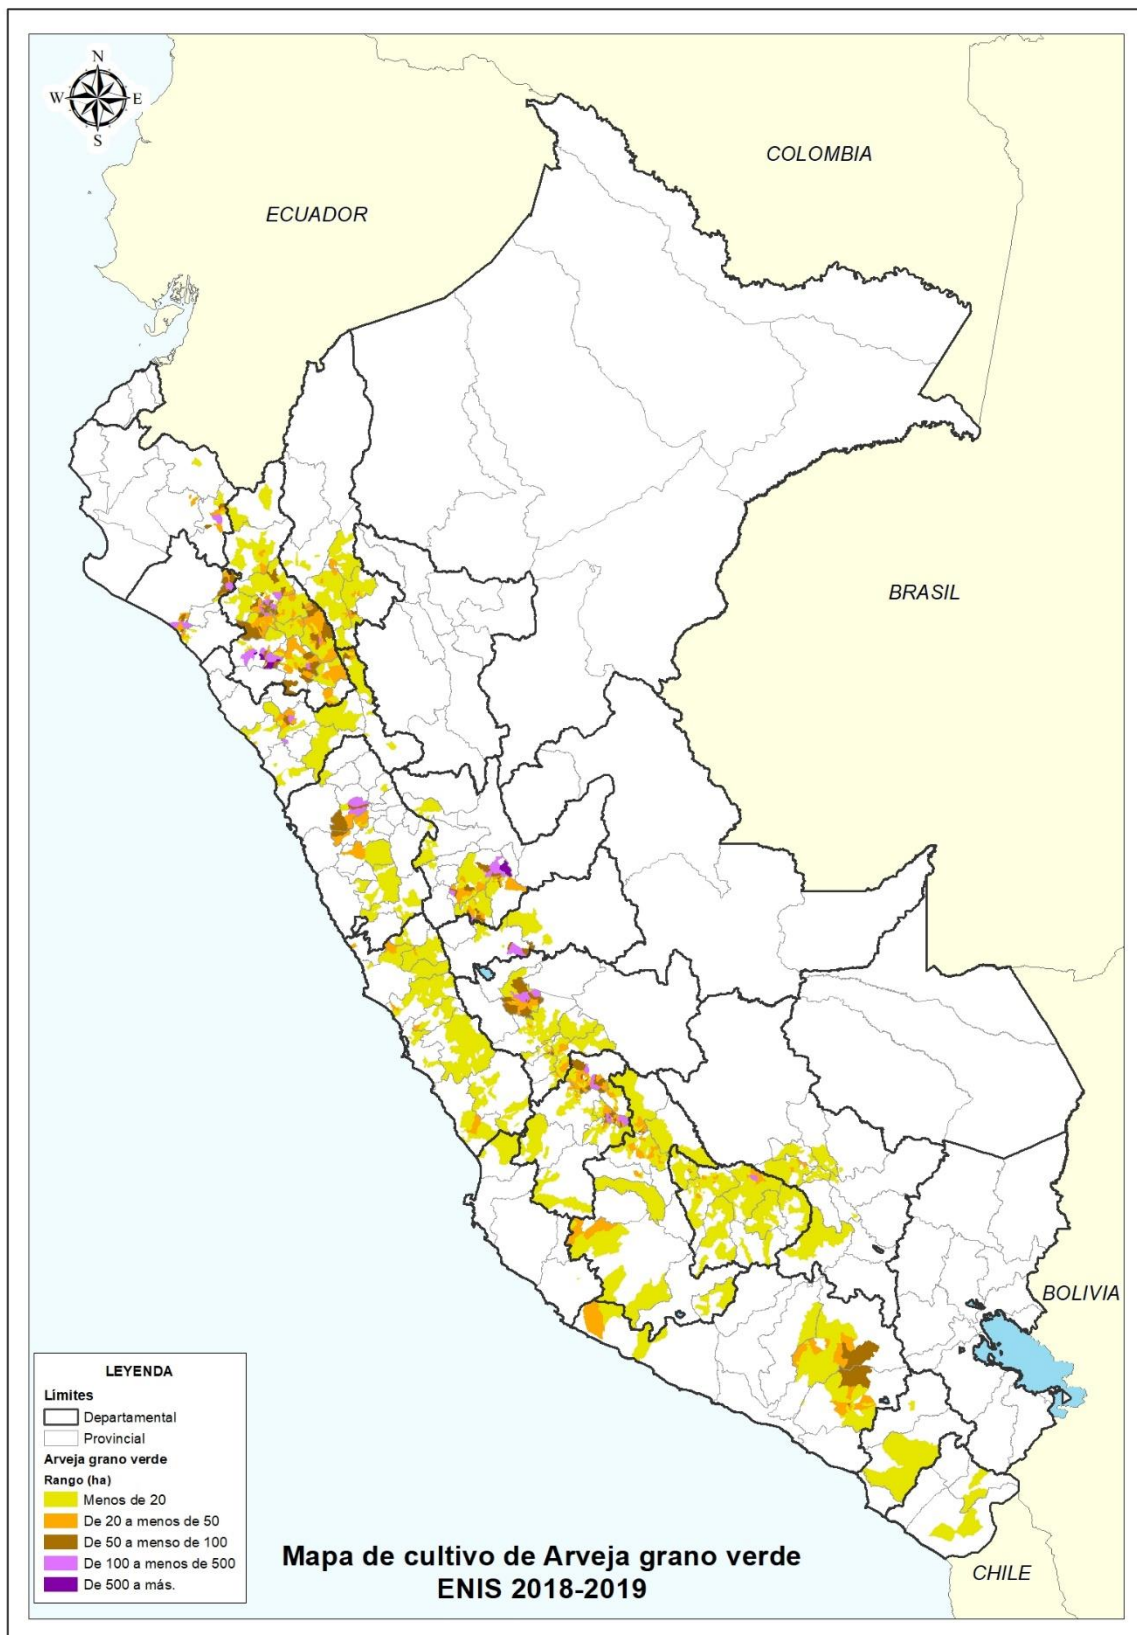 N
W E
S
COLOMBIA
ECUADOR
BRASIL
BOLIVIA
LEYENDA
Límites
Departamental
Provincial
Arveja grano verde
Rango (ha)
Menos de 20
De 20 a menos de 50
De 50 a menso de 100
De 100 a menos de 500
De 500 a más.
Mapa de cultivo de Arveja grano verde
ENIS 2018-2019
CHILE